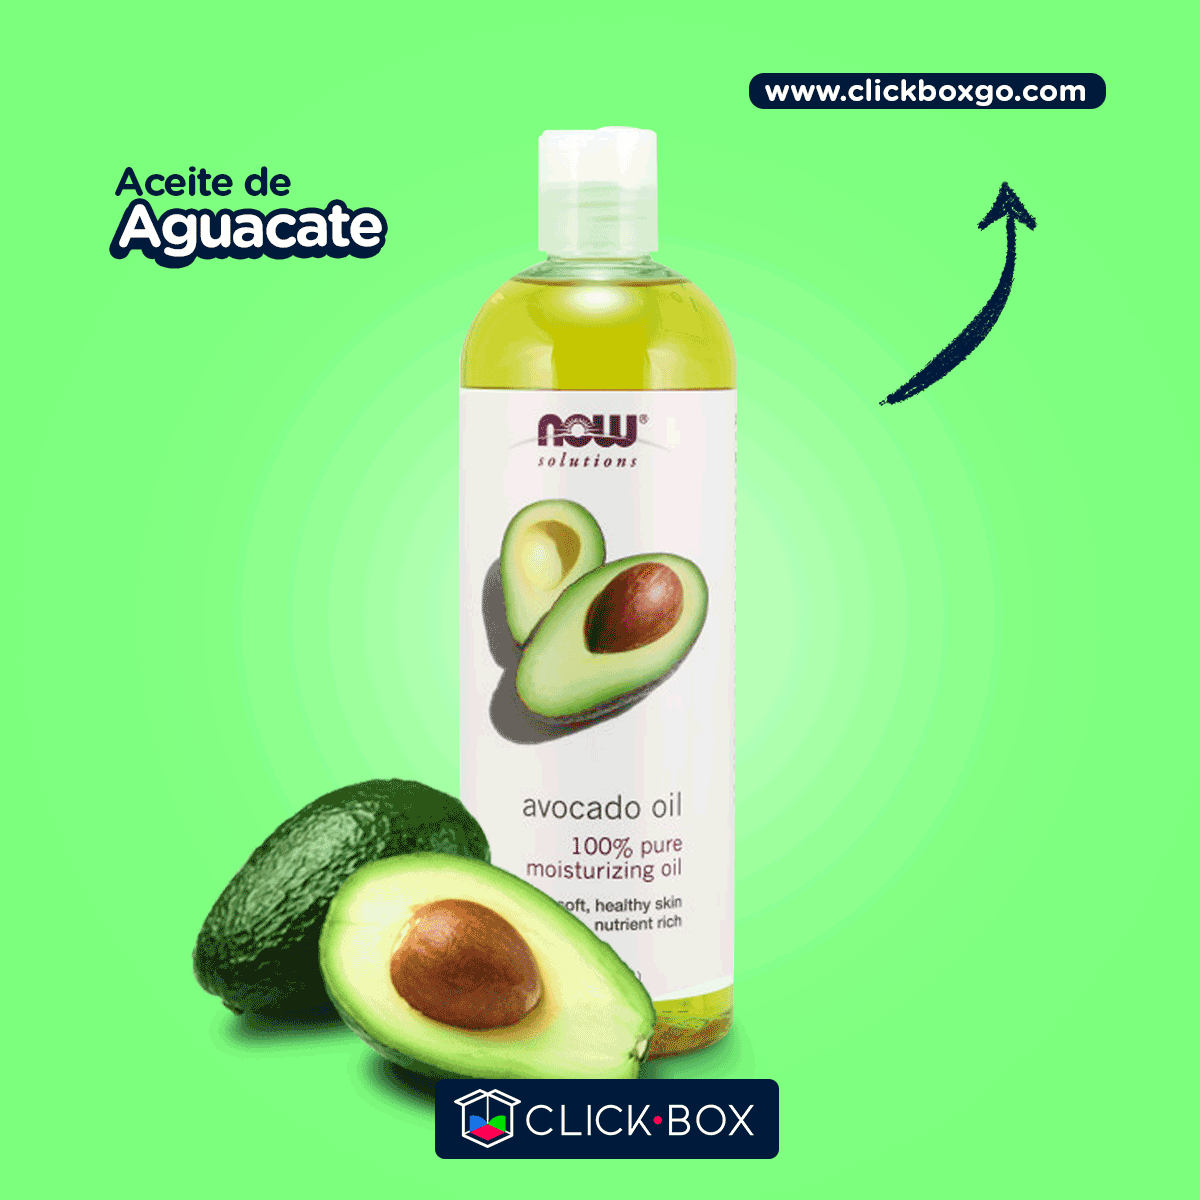 www.clickboxgo.com
Aceite de
Aguacate
now®
solutions
avocado oil
100% pure
moisturizing oil
soft, healthy skin
nutrient rich
CLICK•BOX